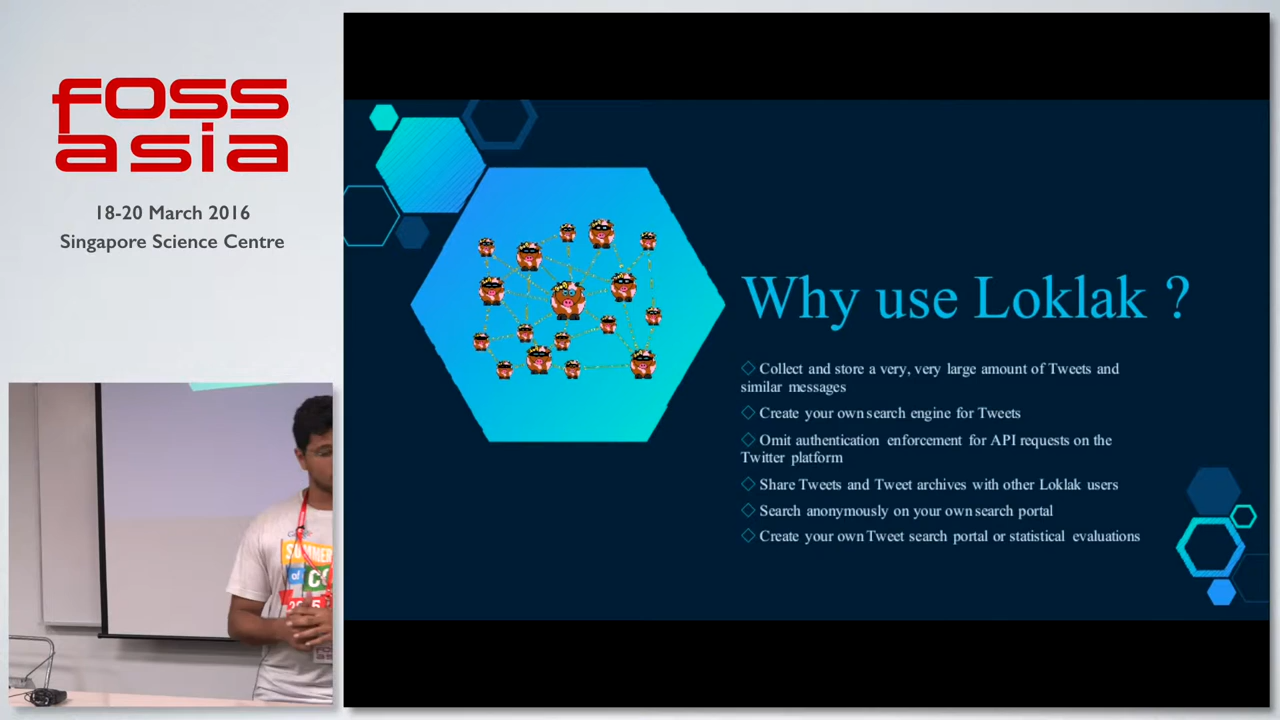 foss
asia
18-20 March 2016
Singapore Science Centre
Why use Loklak ?
◇ Collect and store a very, very large amount of Tweets and
similar messages
◇ Create your own search engine for Tweets
◇ Omit authentication enforcement for API requests on the
Twitter platform
◇ Share Tweets and Tweet archives with other Loklak users
◇ Search anonymously on your own search portal
◇ Create your own Tweet search portal or statistical evaluations
SUMMER
of